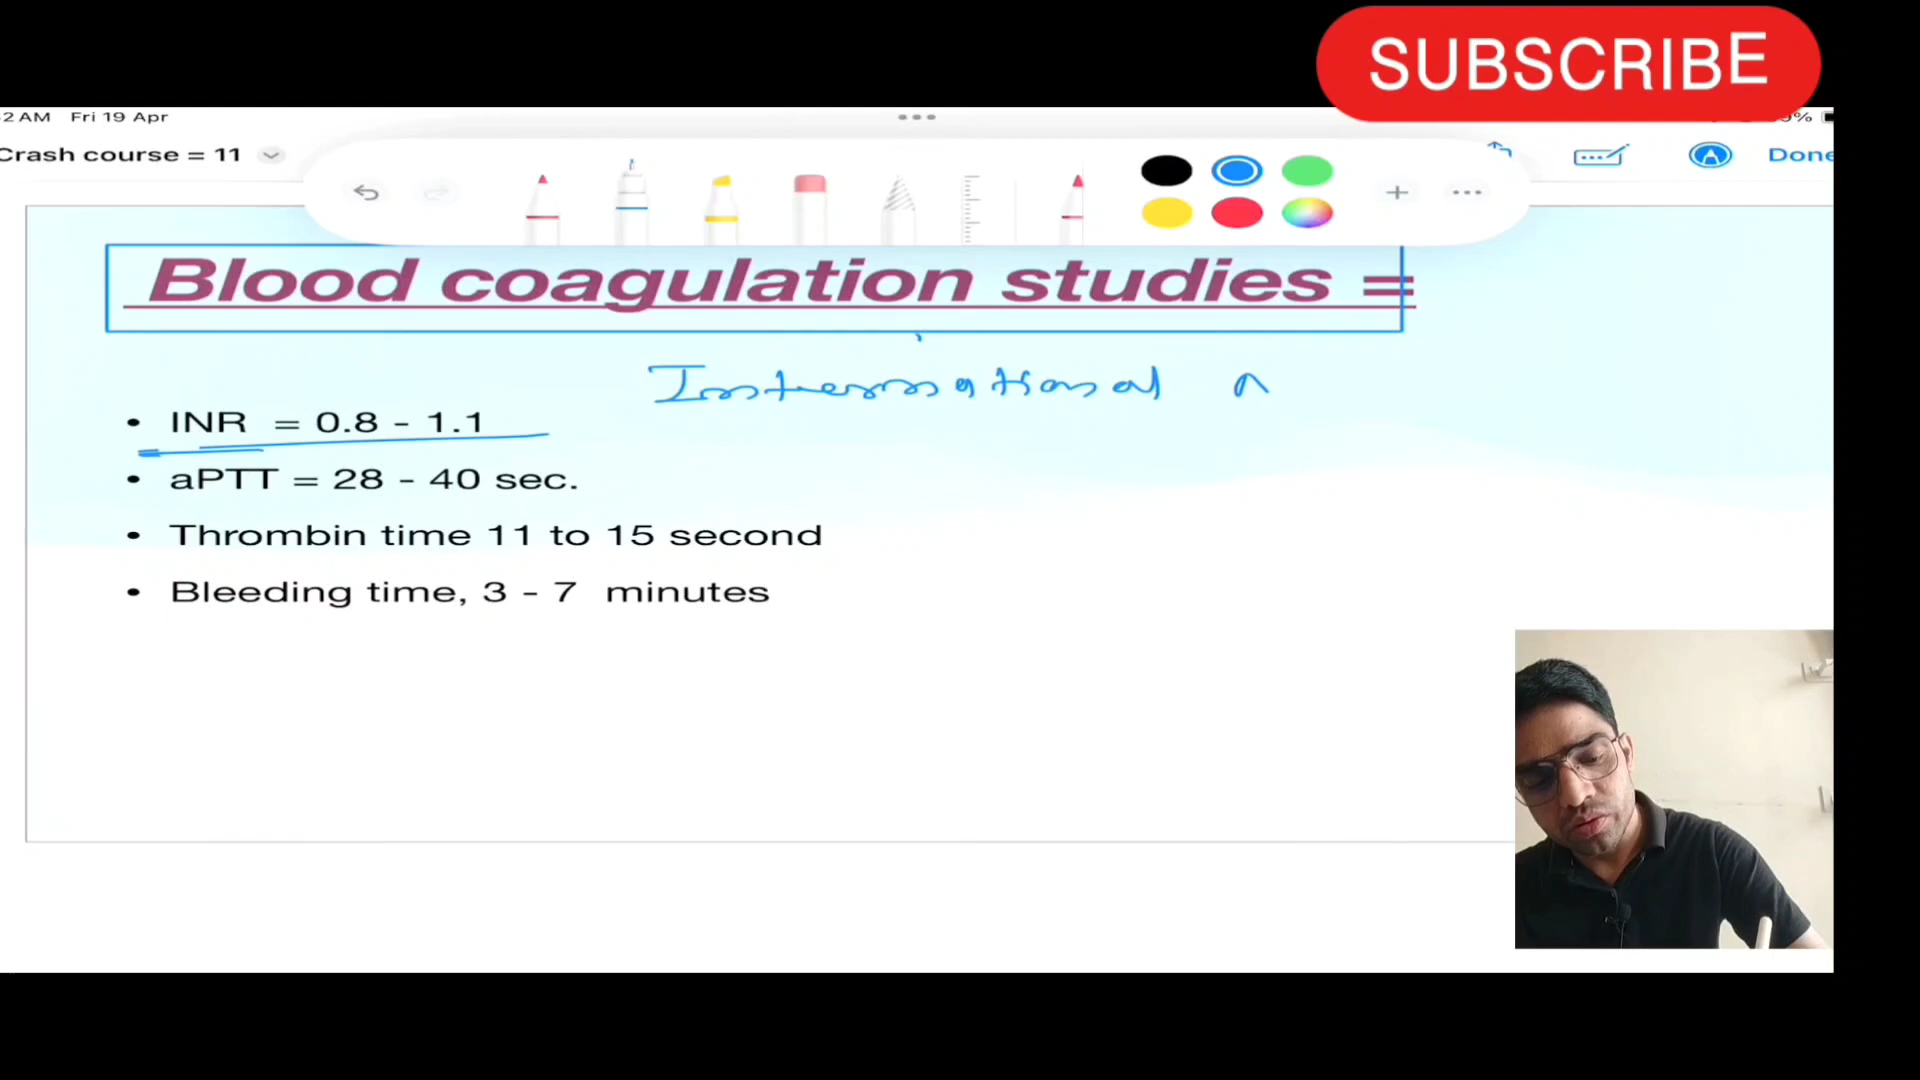 SUBSCRIBE
2 AM Fri 19 Apr
Crash course = 11
Done
Blood coagulation studies =
International n
• INR = 0.8 - 1.1
• aPTT = 28 - 40 sec.
• Thrombin time 11 to 15 second
• Bleeding time, 3 - 7 minutes